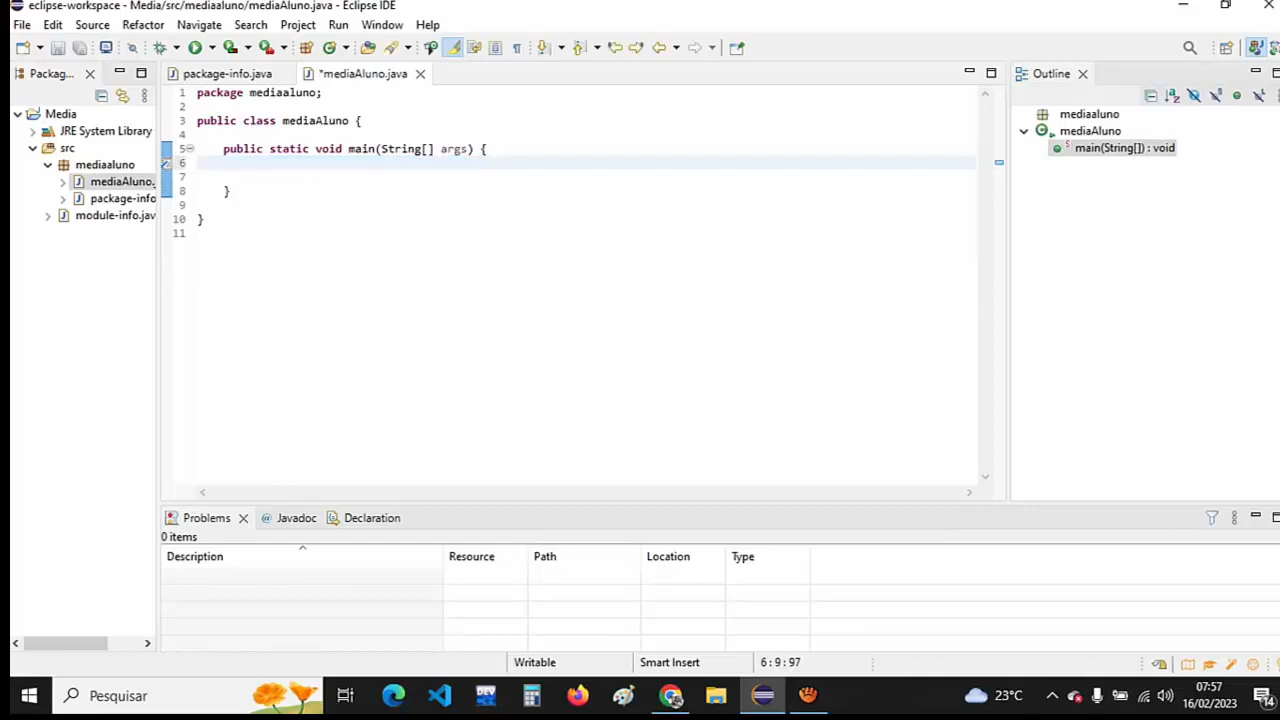 eclipse-workspace - Media/src/mediaaluno/mediaAluno.java - Eclipse IDE
File Edit Source Refactor Navigate Search Project Run Window Help
Packag...
package-info.java
*mediaAluno.java
Outline
Media
JRE System Library
src
mediaaluno
mediaAluno.
package-info
module-info.jav
1 package mediaaluno;
2
3 public class mediaAluno {
4
5 public static void main(String[] args) {
6
7
8 }
9
10 }
11
mediaaluno
mediaAluno
main(String[]) : void
Problems
Javadoc
Declaration
0 items
Description Resource Path Location Type
Writable Smart Insert 6 : 9 : 97
Pesquisar
DEV
23°C
07:57
16/02/2023
14